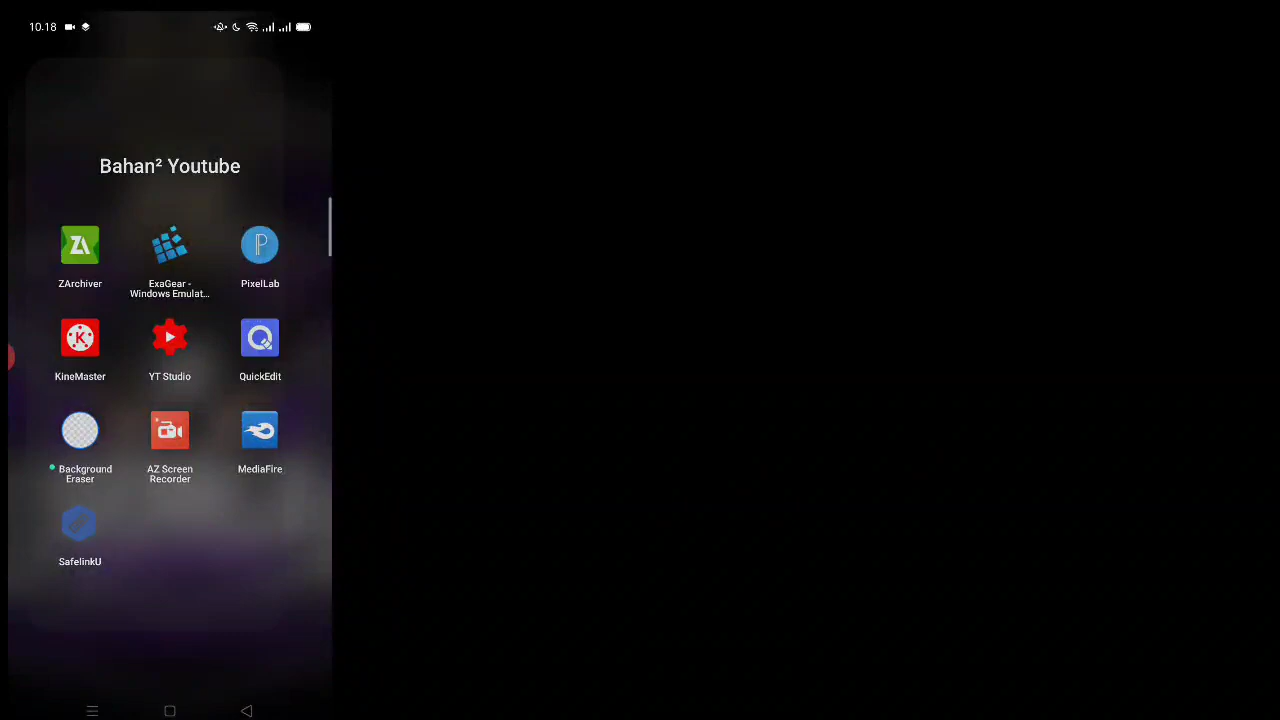 10.18
Bahan² Youtube
ZArchiver
ExaGear -
Windows Emulat...
PixelLab
KineMaster
YT Studio
QuickEdit
Background
Eraser
AZ Screen
Recorder
MediaFire
SafelinkU